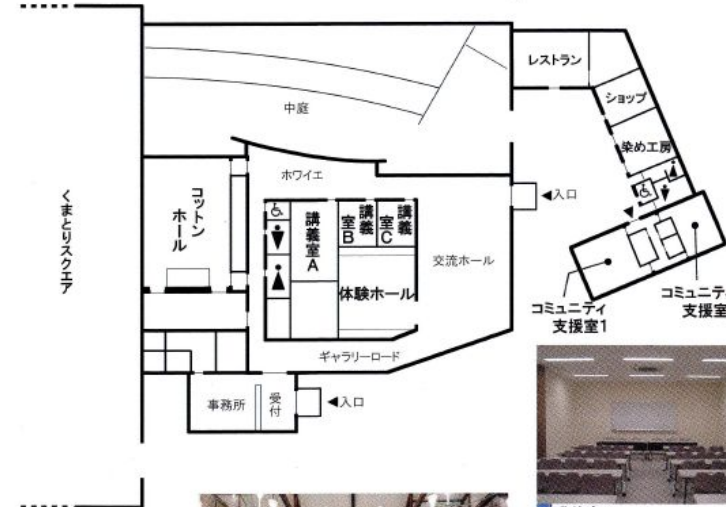 レストラン
ショップ
染め工房
中庭
ホワイエ
◀入口
くまとりスクエア
コットン
ホール
講義室A
講義
室B
講義
室C
交流ホール
体験ホール
コミュニティ
支援室1
コミュニテ
支援室
ギャラリーロード
事務所
受付
◀入口